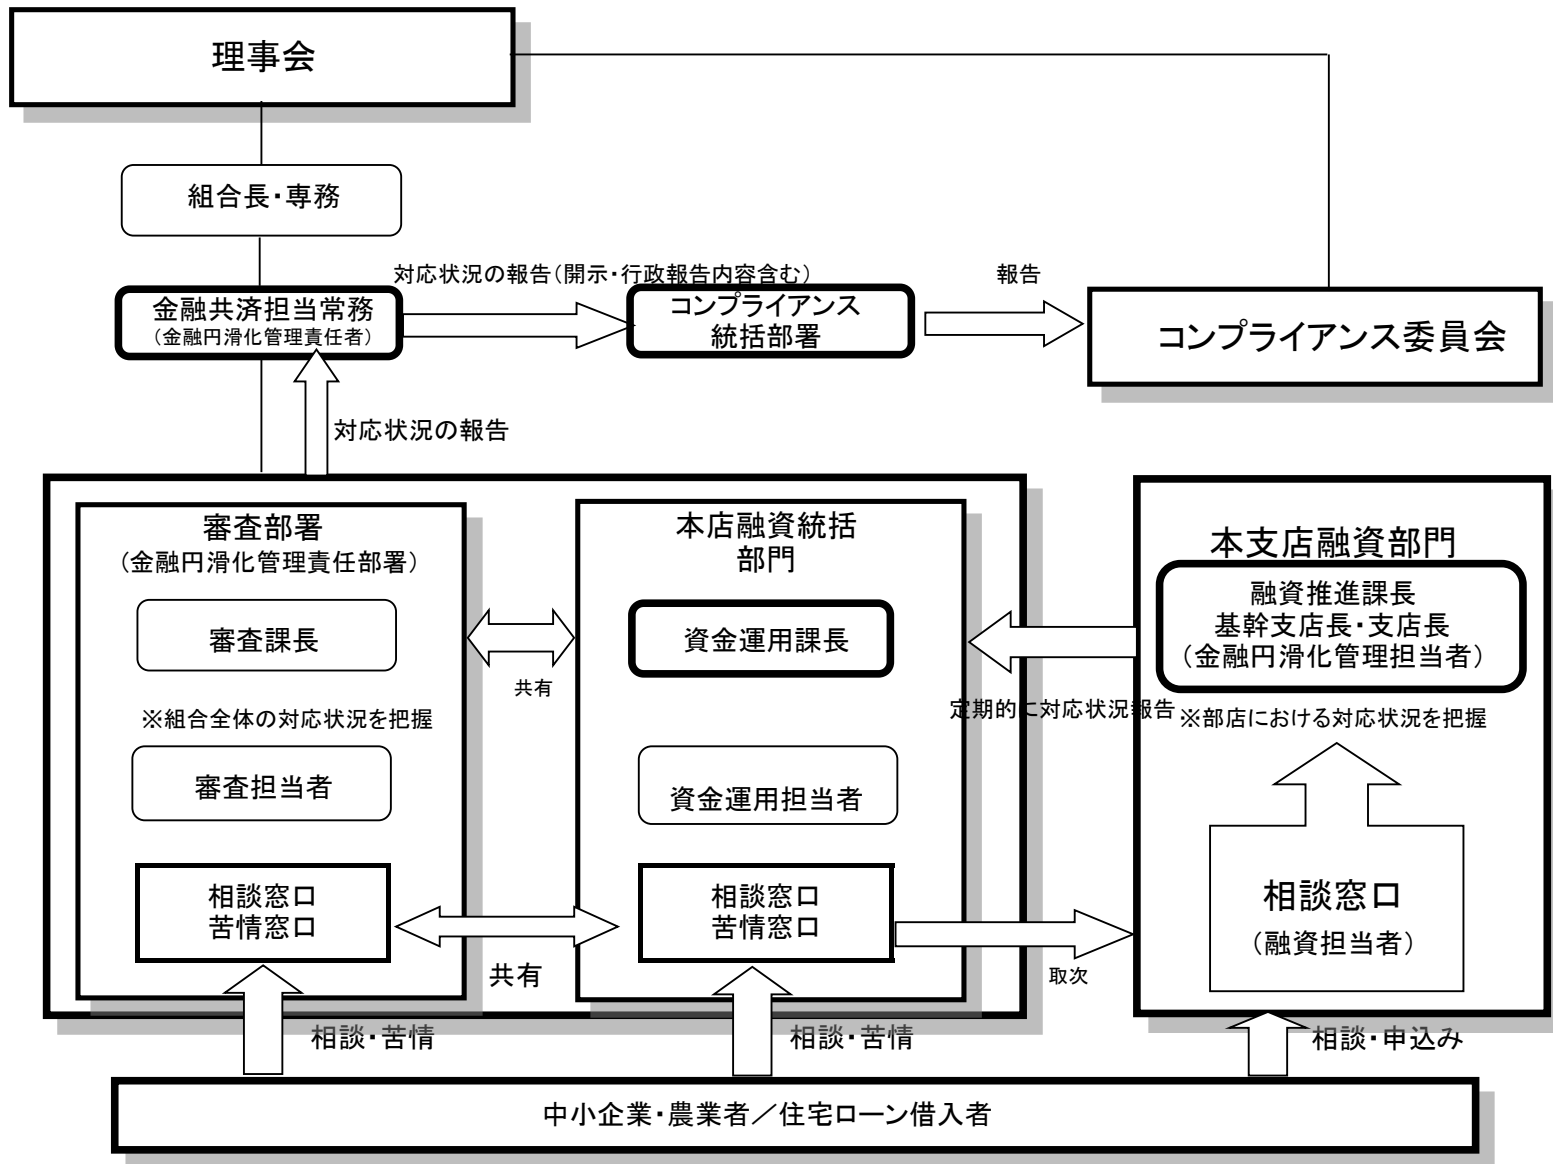 理事会
組合長・専務
対応状況の報告(開示・行政報告内容含む)
報告
金融共済担当常務
(金融円滑化管理責任者)
コンプライアンス
統括部署
コンプライアンス委員会
対応状況の報告
審査部署
(金融円滑化管理責任部署)
審査課長
※組合全体の対応状況を把握
審査担当者
相談窓口
苦情窓口
共有
共有
本店融資統括
部門
資金運用課長
資金運用担当者
相談窓口
苦情窓口
定期的に対応状況報告
取次
本支店融資部門
融資推進課長
基幹支店長・支店長
(金融円滑化管理担当者)
※部店における対応状況を把握
相談窓口
(融資担当者)
相談・苦情
相談・苦情
相談・申込み
中小企業・農業者/住宅ローン借入者